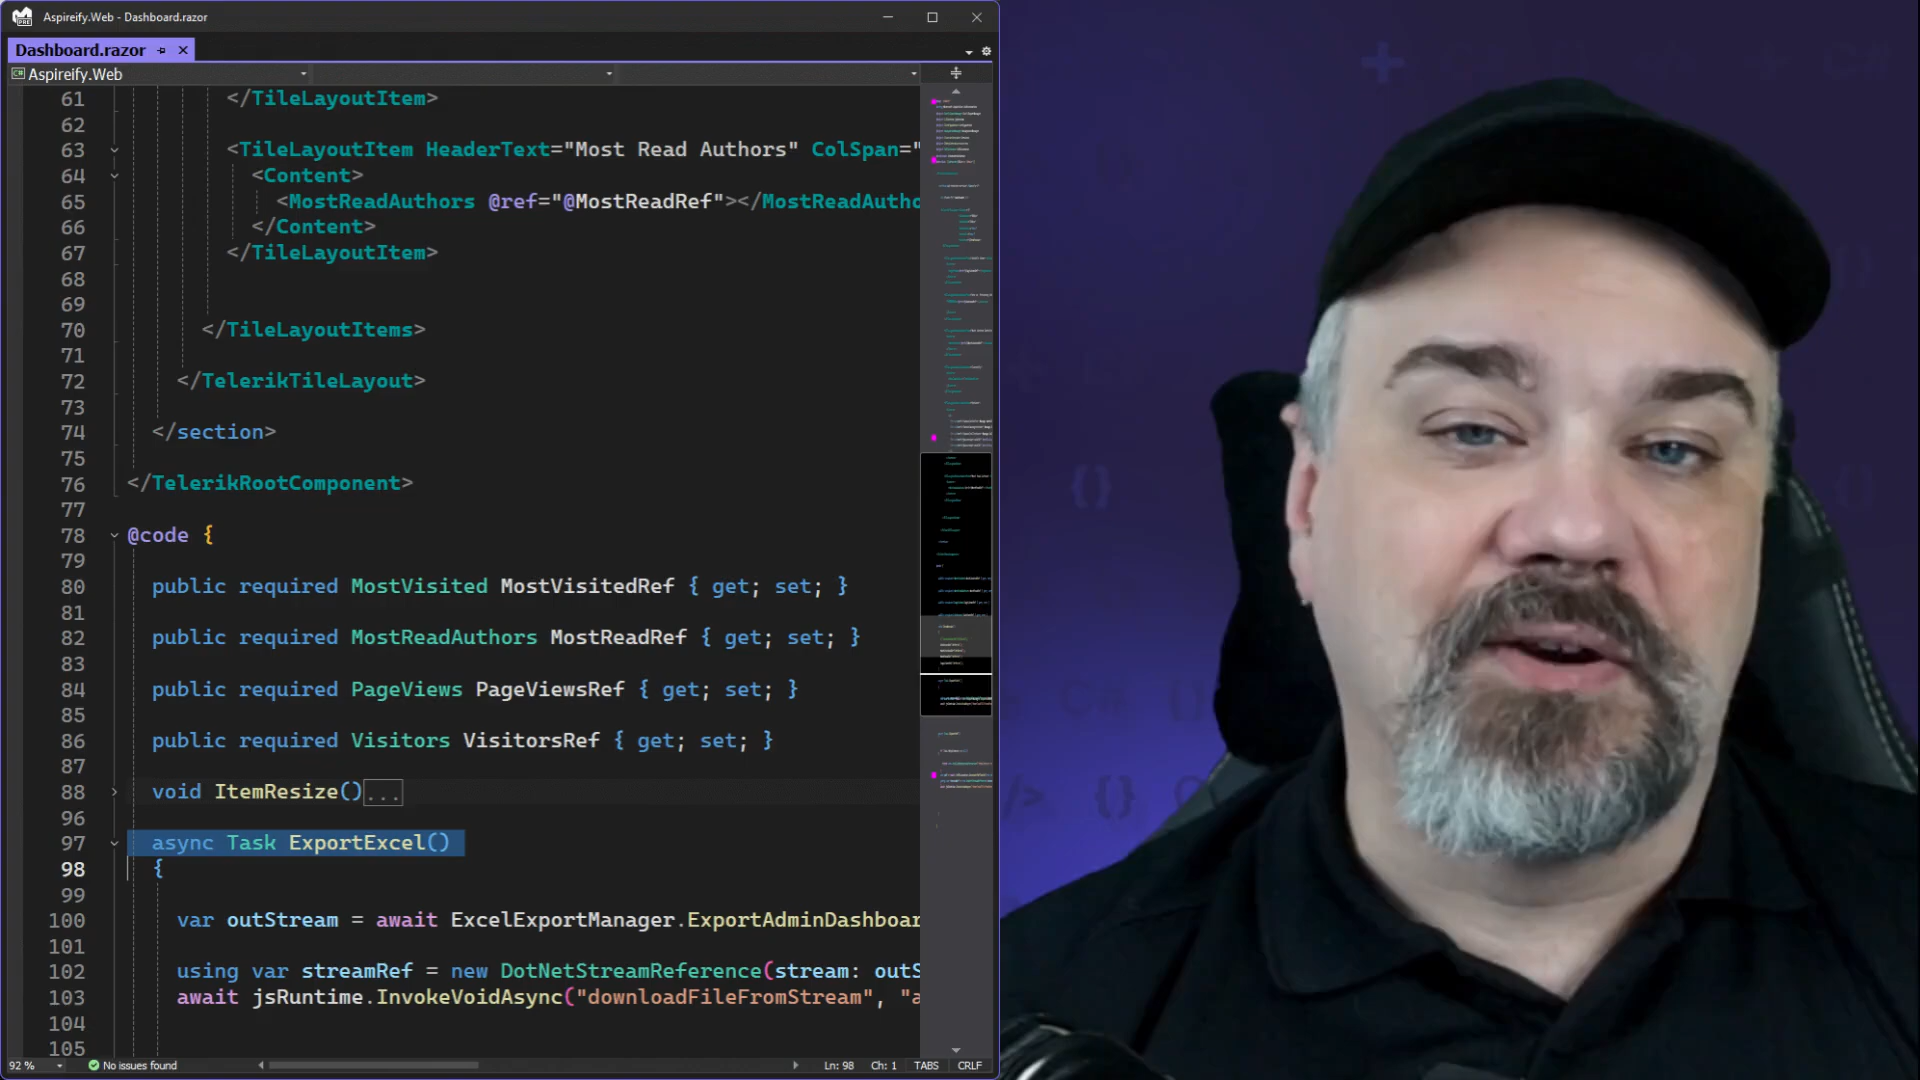 Aspireify.Web - Dashboard.razor
Dashboard.razor
Aspireify.Web
61 </TileLayoutItem>
62
63 <TileLayoutItem HeaderText="Most Read Authors" ColSpan="
64 <Content>
65 <MostReadAuthors @ref="@MostReadRef"></MostReadAutho
66 </Content>
67 </TileLayoutItem>
68
69
70 </TileLayoutItems>
71
72 </TelerikTileLayout>
73
74 </section>
75
76 </TelerikRootComponent>
77
78 @code {
79
80 public required MostVisited MostVisitedRef { get; set; }
81
82 public required MostReadAuthors MostReadRef { get; set; }
83
84 public required PageViews PageViewsRef { get; set; }
85
86 public required Visitors VisitorsRef { get; set; }
87
88 void ItemResize()...
96
97 async Task ExportExcel()
98 {
99
100 var outStream = await ExcelExportManager.ExportAdminDashboar
101
102 using var streamRef = new DotNetStreamReference(stream: outS
103 await jsRuntime.InvokeVoidAsync("downloadFileFromStream", "a
104
105
92 % No issues found Ln: 98 Ch: 1 TABS CRLF